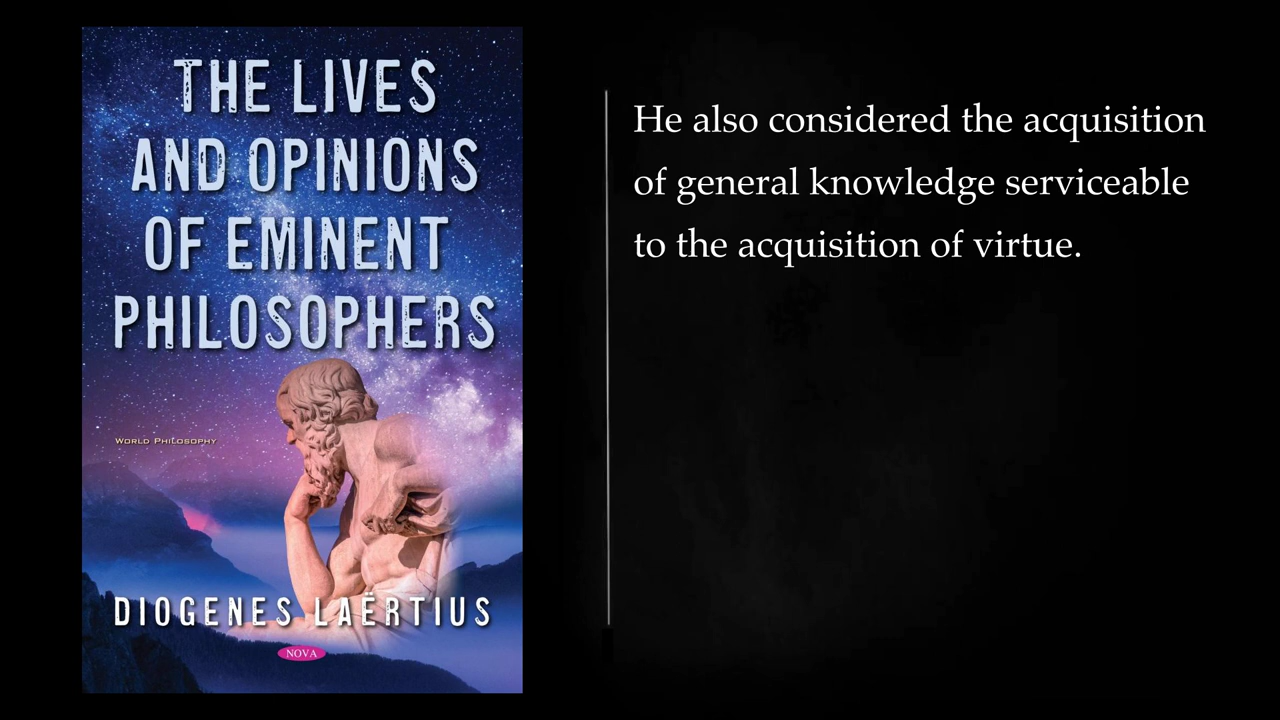 THE LIVES
AND OPINIONS
OF EMINENT
PHILOSOPHERS
WORLD PHILOSOPHY
DIOGENES LAËRTIUS
NOVA
He also considered the acquisition
of general knowledge serviceable
to the acquisition of virtue.